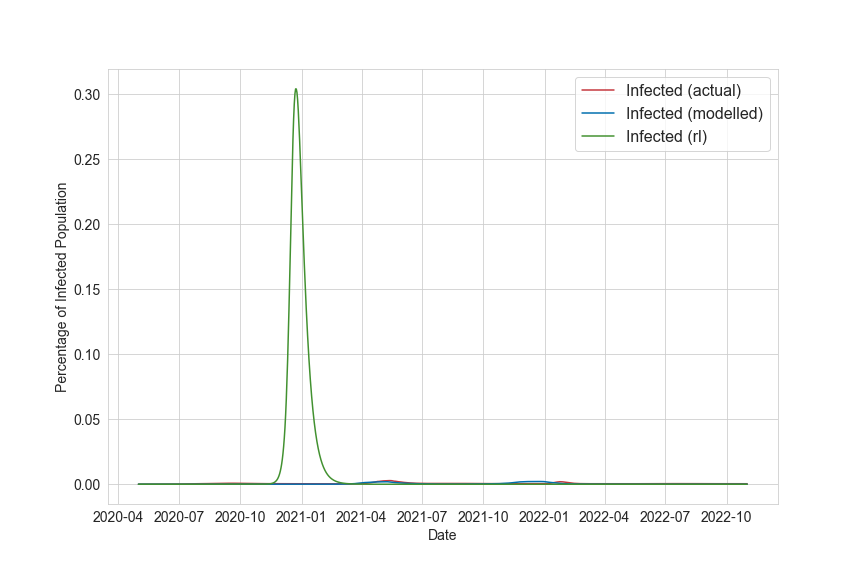 Infected (actual)
Infected (modelled)
Infected (rl)
Percentage of Infected Population
0.30
0.25
0.20
0.15
0.10
0.05
0.00
2020-04 2020-07 2020-10 2021-01 2021-04 2021-07 2021-10 2022-01 2022-04 2022-07 2022-10
Date